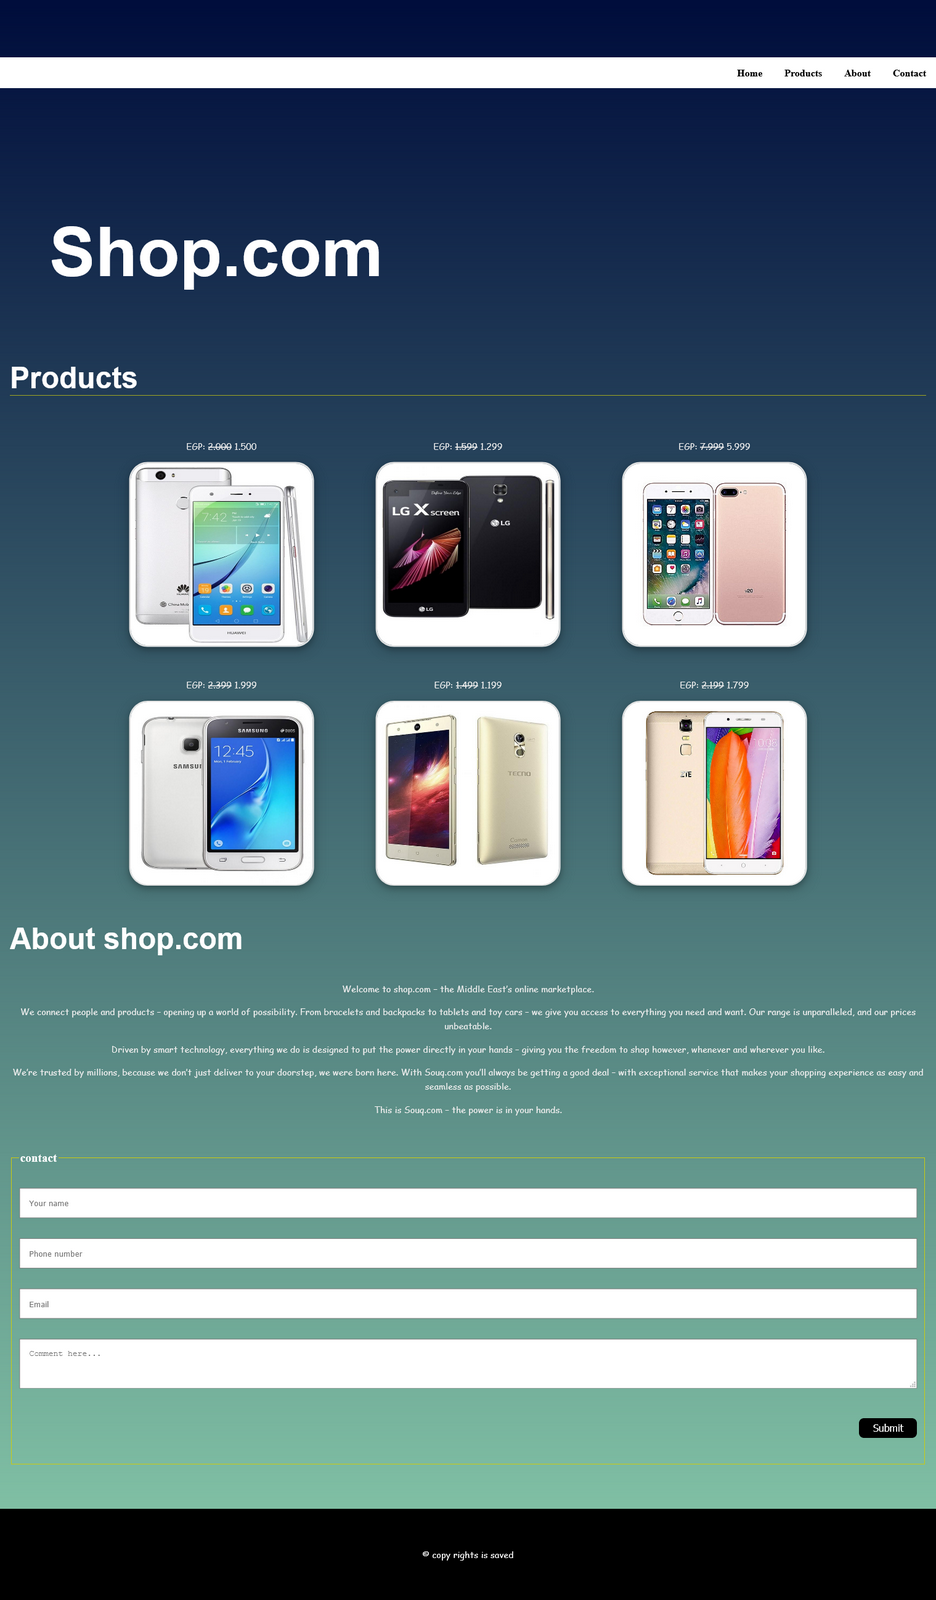 Home Products About Contact
Shop.com
Products
EGP: 2.000 1.500
EGP: 1.599 1.299
EGP: 7.999 5.999
7:42
HUAWEI
HUAWEI
LG X screen
LG
LG
EGP: 2.399 1.999
EGP: 1.499 1.199
EGP: 2.199 1.799
SAMSUNG
12:45
SAMSU
TECNO
ZTE
About shop.com
Welcome to shop.com – the Middle East's online marketplace.
We connect people and products – opening up a world of possibility. From bracelets and backpacks to tablets and toy cars – we give you access to everything you need and want. Our range is unparalleled, and our prices
unbeatable.
Driven by smart technology, everything we do is designed to put the power directly in your hands – giving you the freedom to shop however, whenever and wherever you like.
We're trusted by millions, because we don't just deliver to your doorstep, we were born here. With Souq.com you'll always be getting a good deal – with exceptional service that makes your shopping experience as easy and
seamless as possible.
This is Souq.com – the power is in your hands.
contact
Your name
Phone number
Email
Comment here...
Submit
© copy rights is saved